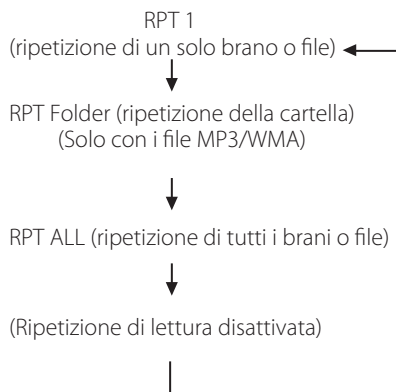 RPT 1
(ripetizione di un solo brano o file)
RPT Folder (ripetizione della cartella)
(Solo con i file MP3/WMA)
RPT ALL (ripetizione di tutti i brani o file)
(Ripetizione di lettura disattivata)